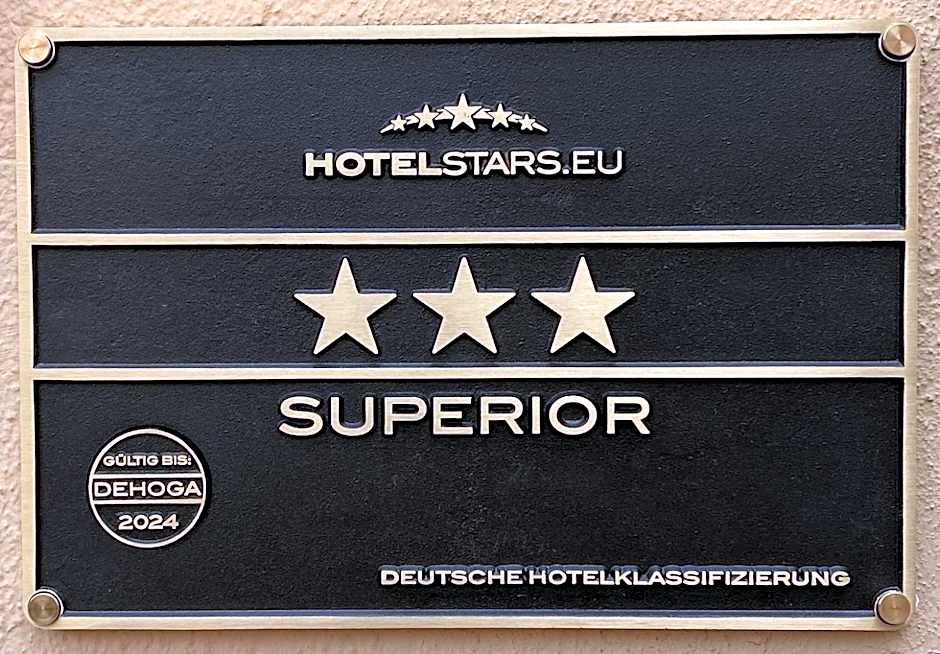 HOTELSTARS.EU
SUPERIOR
GÜLTIG BIS:
DEHOGA
2024
DEUTSCHE HOTELKLASSIFIZIERUNG